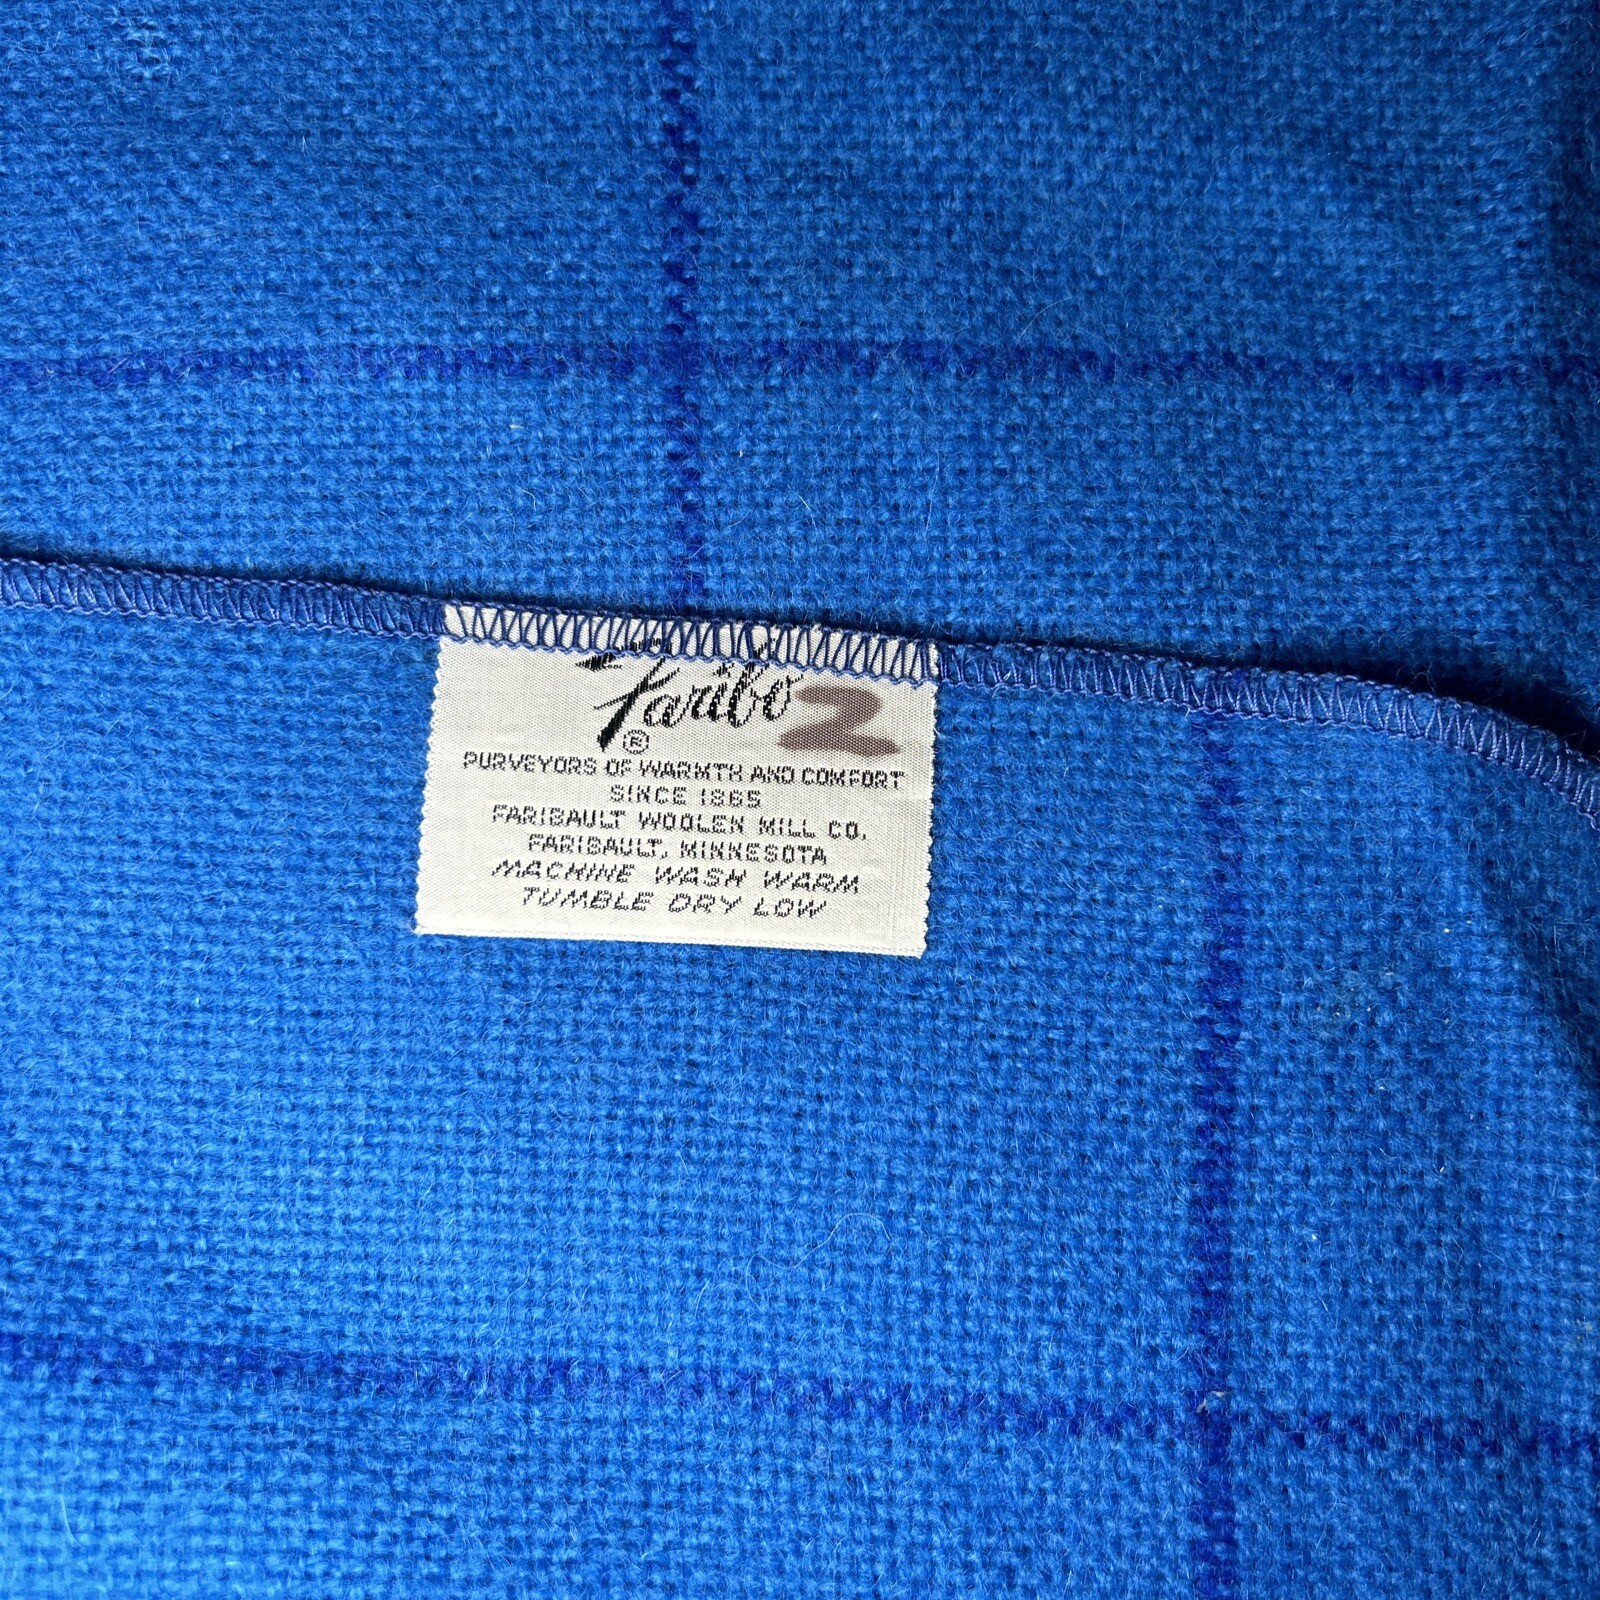 Faribo 2
®
PURVEYORS OF WARMTH AND COMFORT
SINCE 1865
FARIBAULT WOOLEN MILL CO.
FARIBAULT, MINNESOTA
MACHINE WASH WARM
TUMBLE DRY LOW